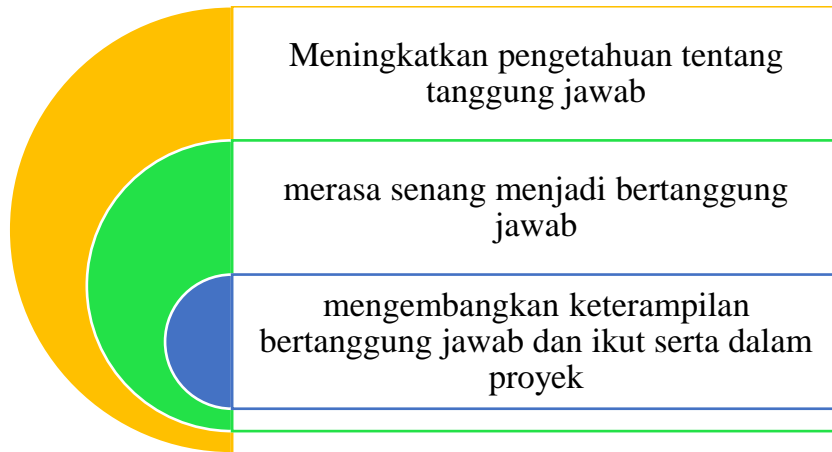 Meningkatkan pengetahuan tentang
tanggung jawab
merasa senang menjadi bertanggung
jawab
mengembangkan keterampilan
bertanggung jawab dan ikut serta dalam
proyek